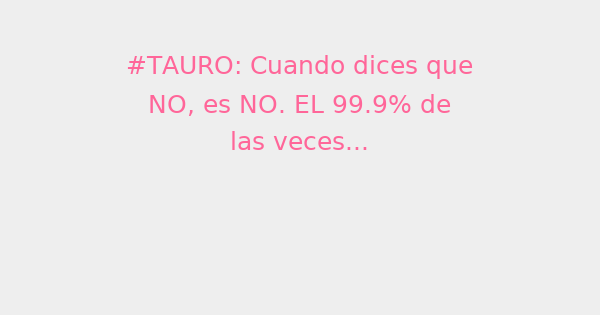 #TAURO: Cuando dices que
NO, es NO. EL 99.9% de
las veces...